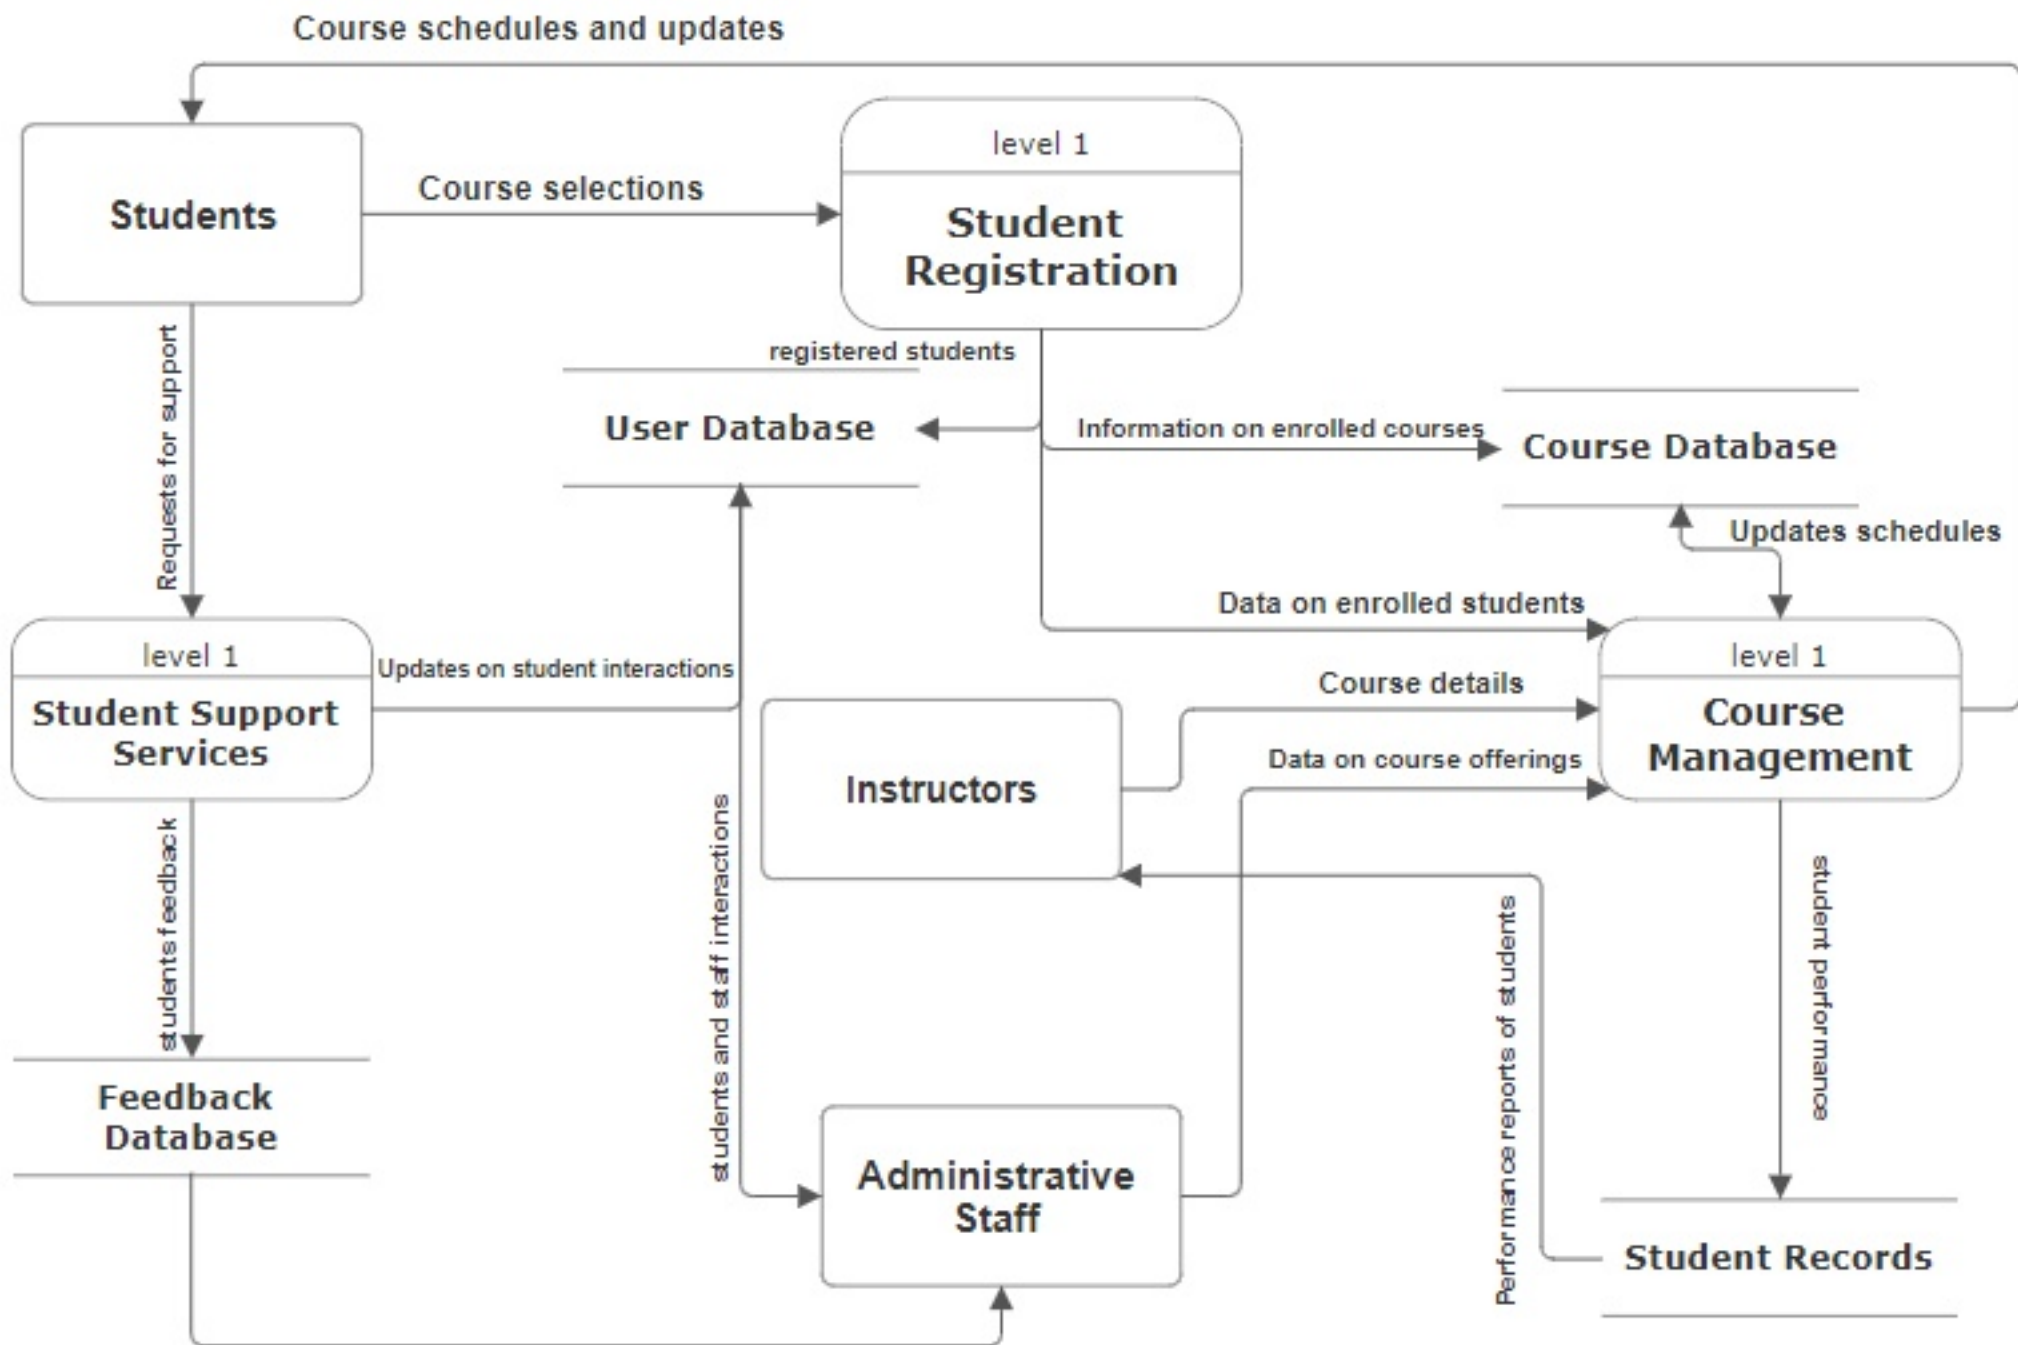 Course schedules and updates
level 1
Students
Course selections
Student
Registration
registered students
Requests for support
User Database
Information on enrolled courses
Course Database
Updates schedules
Data on enrolled students
level 1
Student Support
Services
Updates on student interactions
level 1
Course
Management
Course details
Instructors
Data on course offerings
students feedback
students and staff interactions
student performance
Performance reports of students
Feedback
Database
Administrative
Staff
Student Records